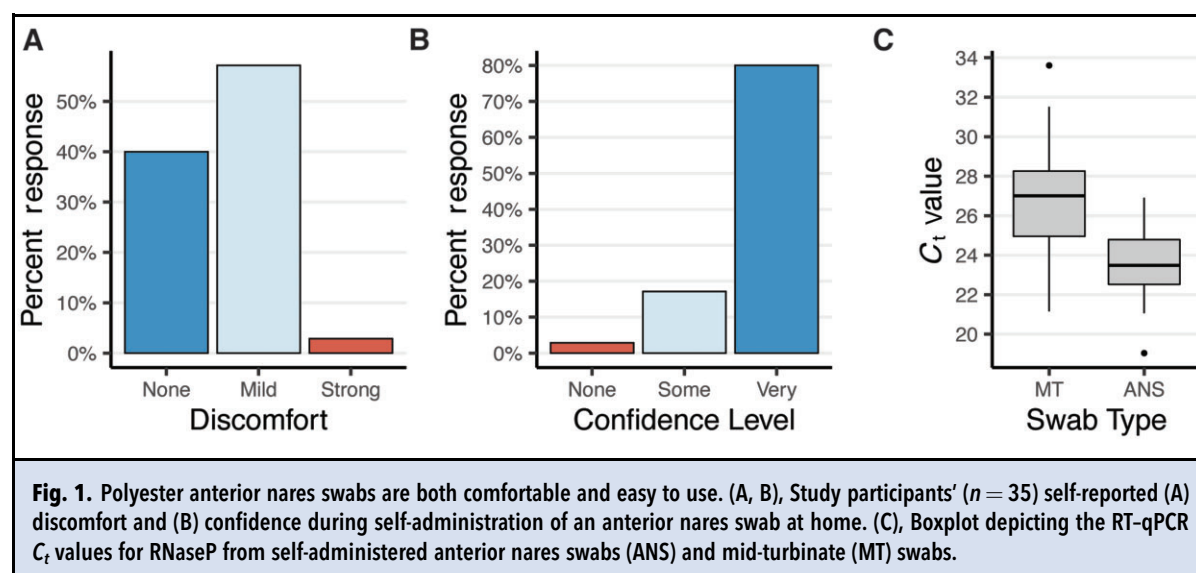 A
Percent response
50%
40%
30%
20%
10%
0%
None Mild Strong
Discomfort
B
Percent response
80%
70%
60%
50%
40%
30%
20%
10%
0%
None Some Very
Confidence Level
C
Ct value
34
32
30
28
26
24
22
20
MT ANS
Swab Type
Fig. 1. Polyester anterior nares swabs are both comfortable and easy to use. (A, B), Study participants' (n = 35) self-reported (A)
discomfort and (B) confidence during self-administration of an anterior nares swab at home. (C), Boxplot depicting the RT–qPCR
Ct values for RNaseP from self-administered anterior nares swabs (ANS) and mid-turbinate (MT) swabs.